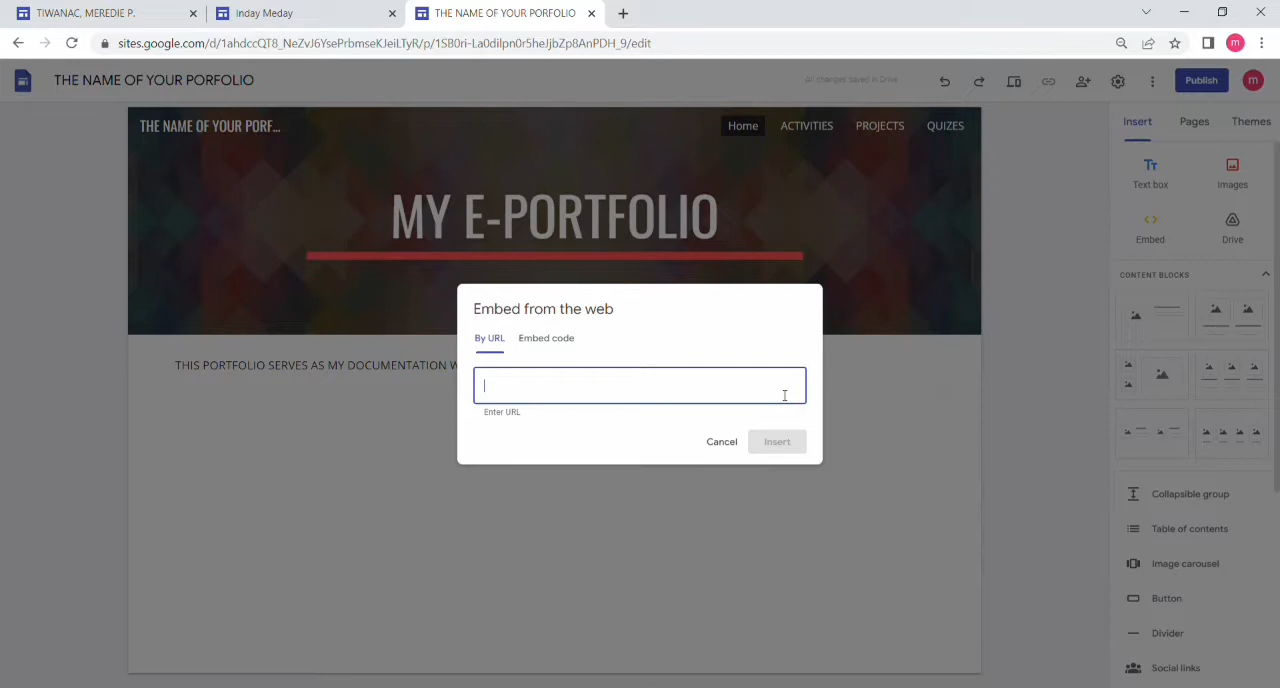 TIWANAC, MEREDIE P.
Inday Meday
THE NAME OF YOUR PORFOLIO
sites.google.com/d/1ahdccQT8_NeZvJ6YsePrbmseKJeiLTyR/p/1SB0ri-La0dilpn0r5heJjbZp8AnPDH_9/edit
m
THE NAME OF YOUR PORFOLIO
All changes saved in Drive
Publish
m
THE NAME OF YOUR PORF...
Home
ACTIVITIES
PROJECTS
QUIZES
MY E-PORTFOLIO
THIS PORTFOLIO SERVES AS MY DOCUMENTATION
Embed from the web
By URL
Embed code
Enter URL
Cancel
Insert
Insert
Pages
Themes
Tt
Text box
Images
Embed
Drive
CONTENT BLOCKS
Collapsible group
Table of contents
Image carousel
Button
Divider
Social links